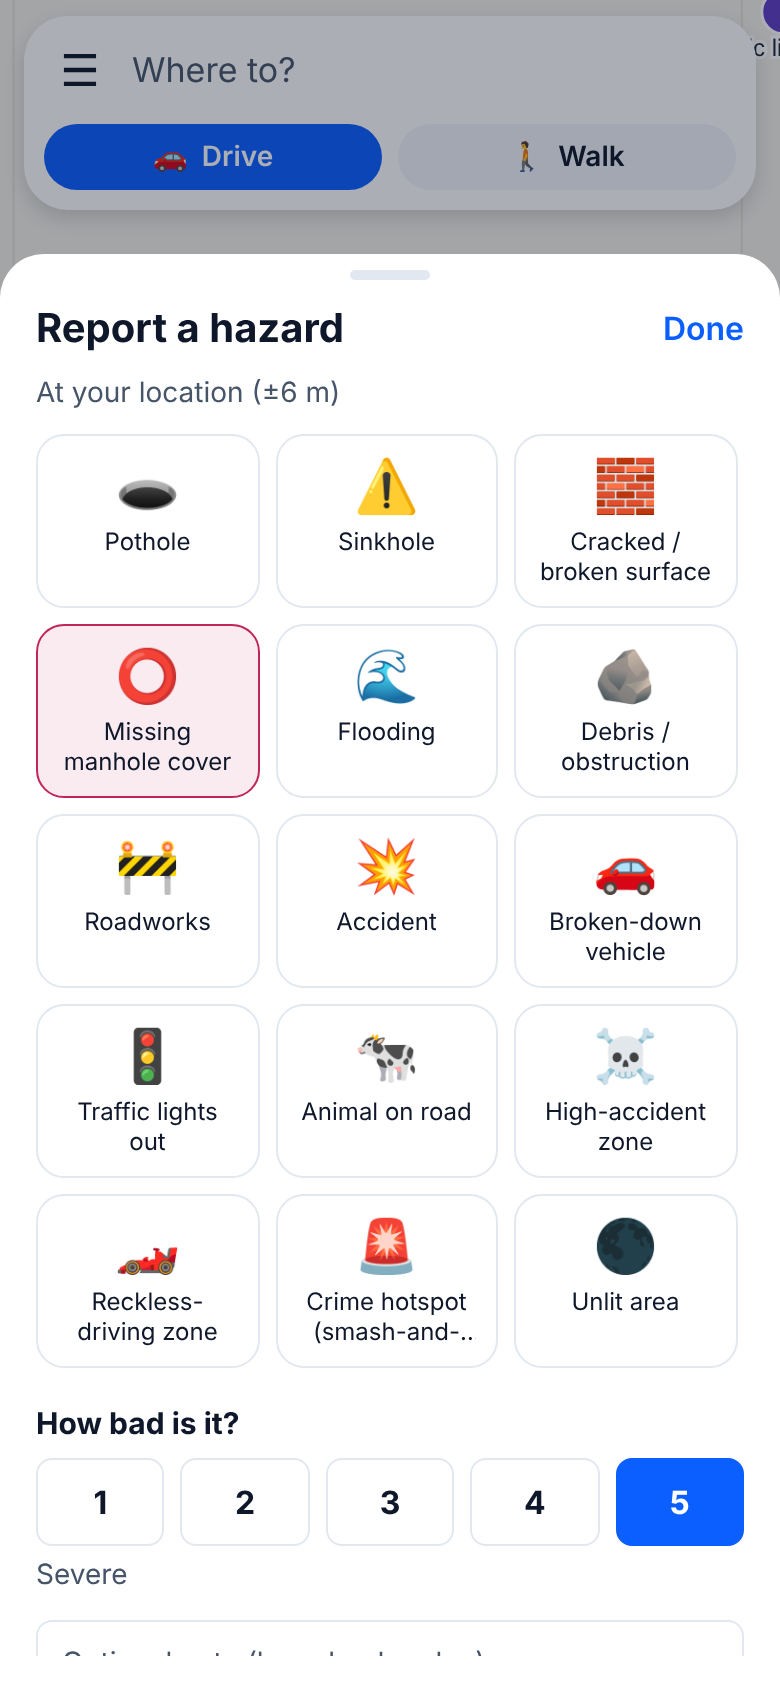 Where to?
Drive
Walk
Report a hazard
Done
At your location (±6 m)
Pothole
Sinkhole
Cracked /
broken surface
Missing
manhole cover
Flooding
Debris /
obstruction
Roadworks
Accident
Broken-down
vehicle
Traffic lights
out
Animal on road
High-accident
zone
Reckless-
driving zone
Crime hotspot
(smash-and-..
Unlit area
How bad is it?
1
2
3
4
5
Severe